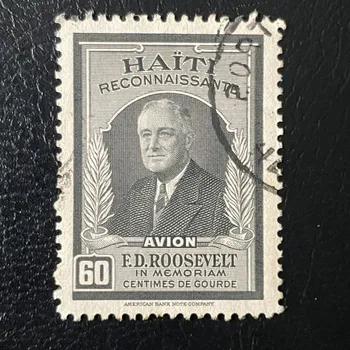 HAÏTI
RECONNAISSANTE
AVION
60
F.D. ROOSEVELT
IN MEMORIAM
CENTIMES DE GOURDE
AMERICAN BANK NOTE COMPANY